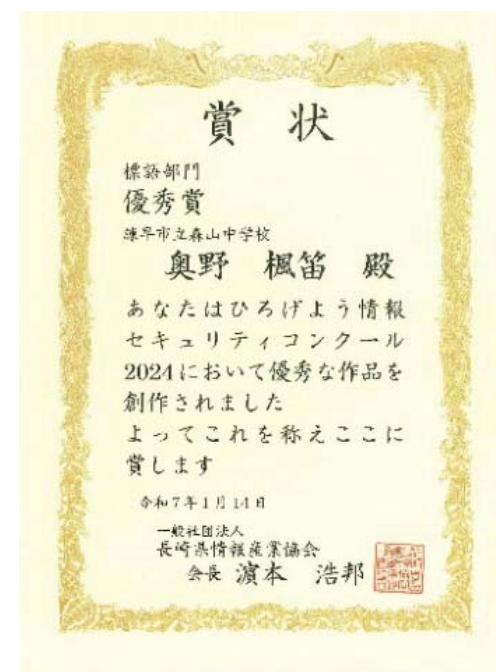 賞状
標語部門
優秀賞
諫早市立森山中学校
奥野 楓笛 殿
あなたはひろげよう情報
セキュリティコンクール
2024において優秀な作品を
創作されました
よってこれを称えここに
賞します
令和7年1月14日
一般社団法人
長崎県情報産業協会
会長 濵本 浩邦